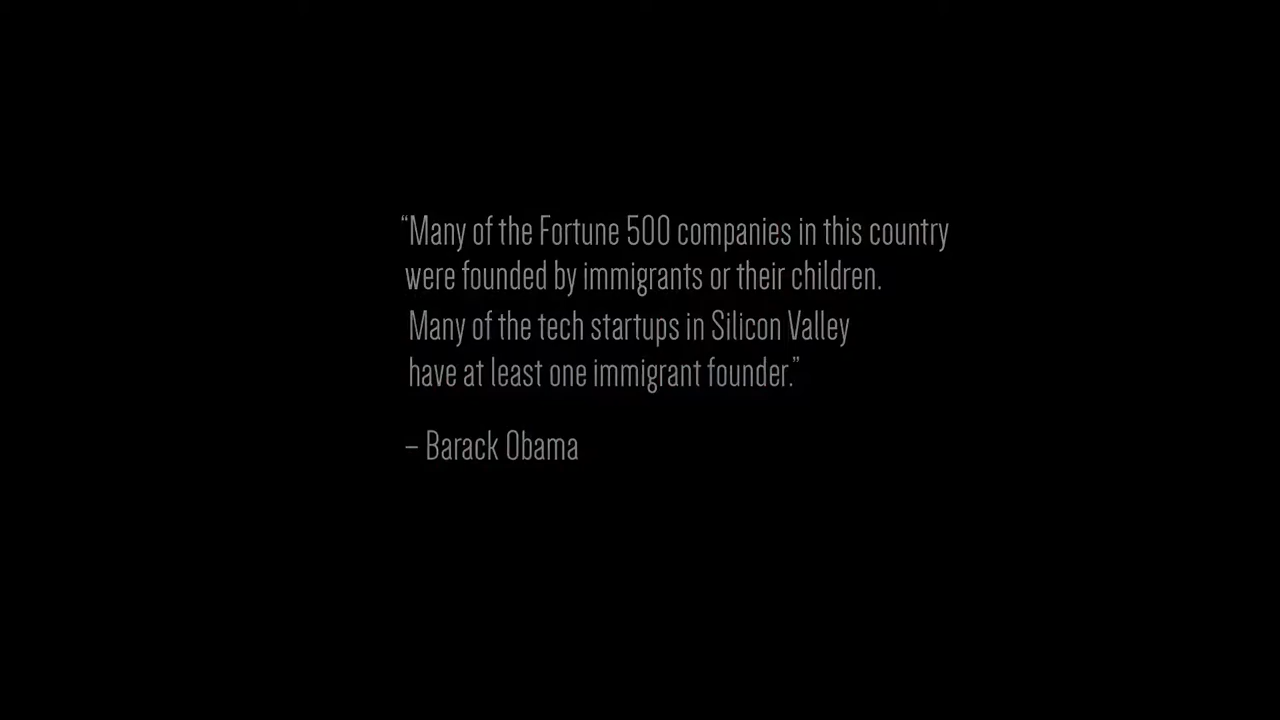 “Many of the Fortune 500 companies in this country
were founded by immigrants or their children.
Many of the tech startups in Silicon Valley
have at least one immigrant founder.”
– Barack Obama